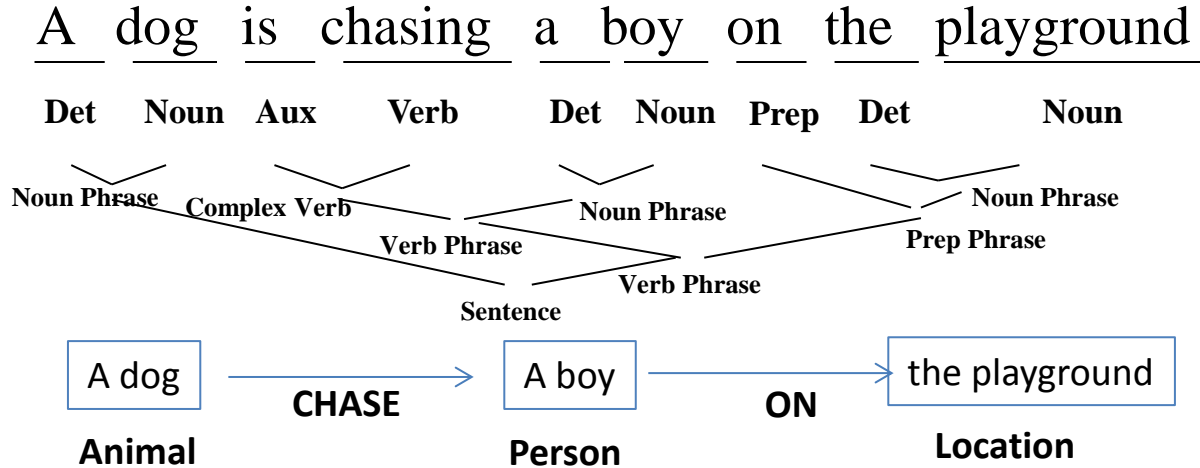 A dog is chasing a boy on the playground
Det Noun Aux Verb Det Noun Prep Det Noun
Noun Phrase Complex Verb Noun Phrase Noun Phrase
Verb Phrase Prep Phrase
Verb Phrase
Sentence
A dog A boy the playground
CHASE ON
Animal Person Location